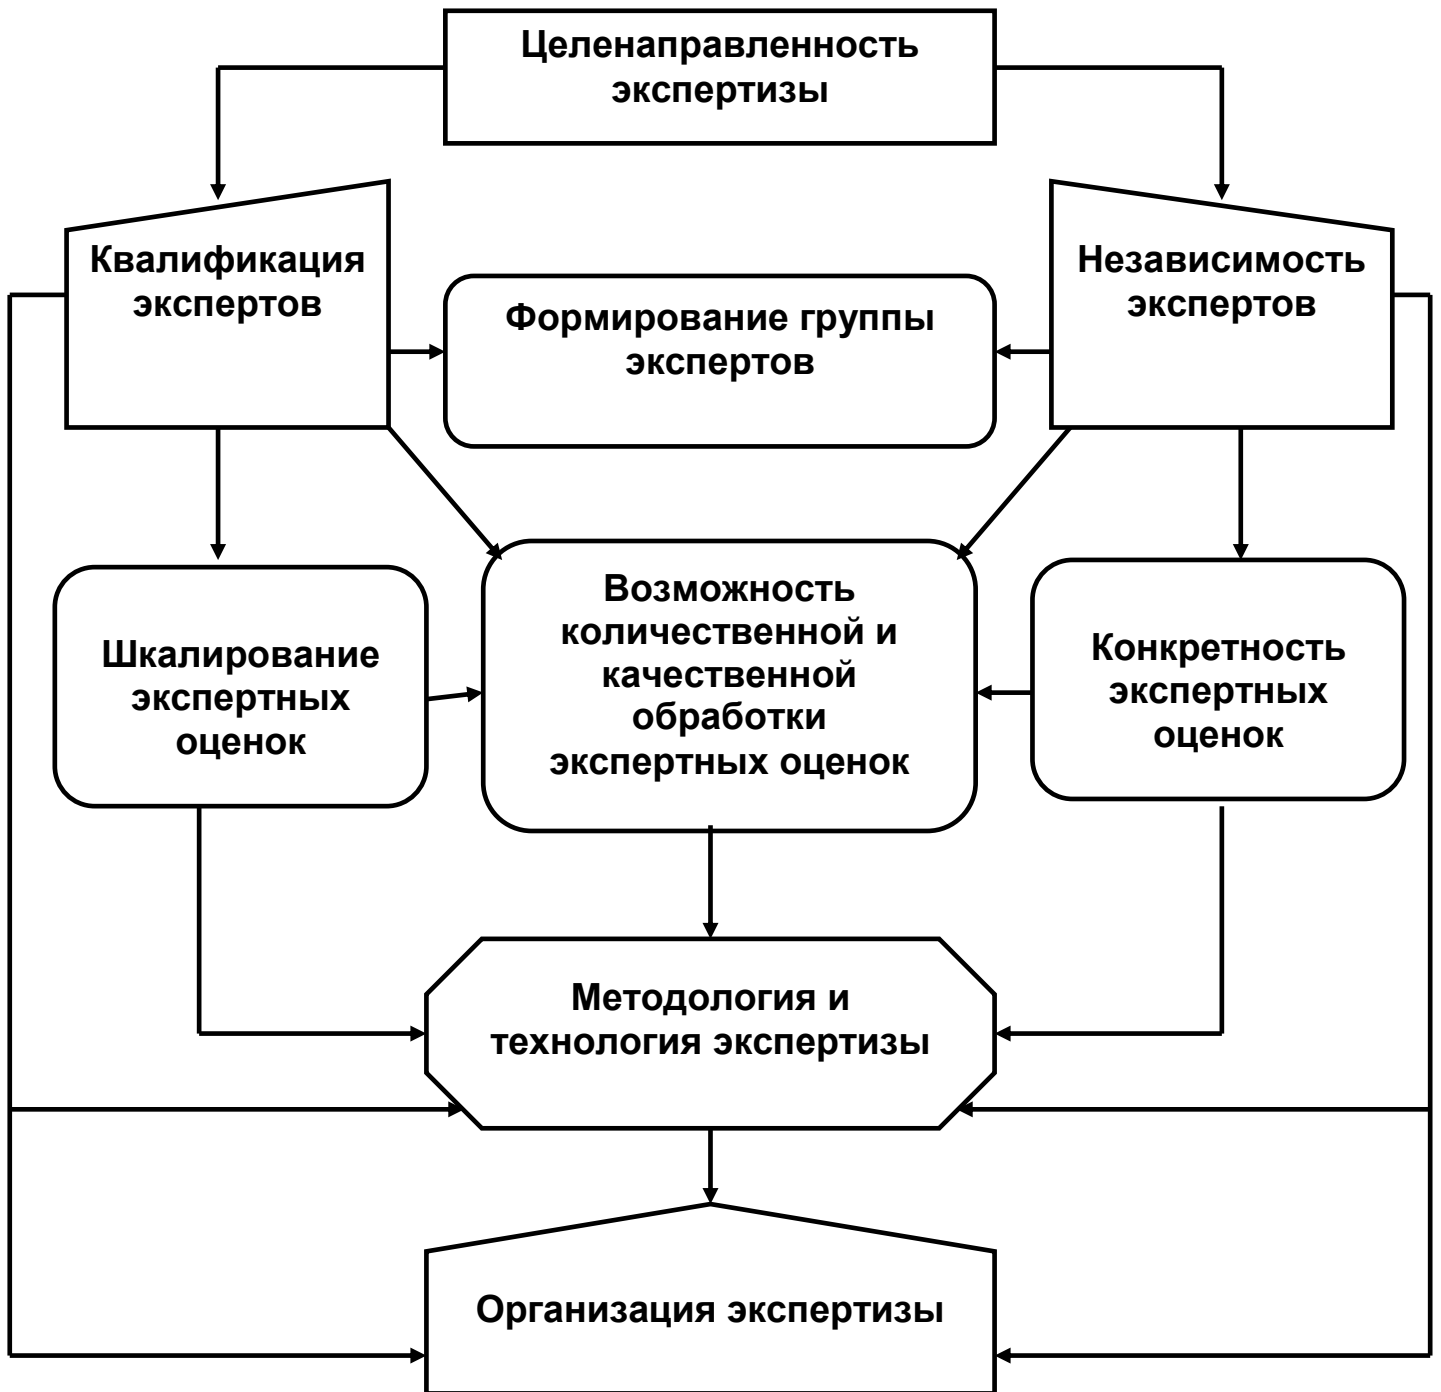 Целенаправленность
экспертизы
Квалификация
экспертов
Независимость
экспертов
Формирование группы
экспертов
Шкалирование
экспертных
оценок
Возможность
количественной и
качественной
обработки
экспертных оценок
Конкретность
экспертных
оценок
Методология и
технология экспертизы
Организация экспертизы